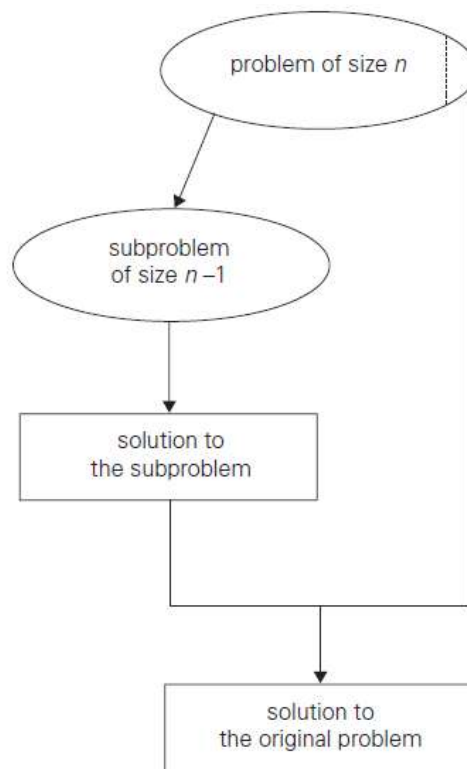 problem of size n
subproblem
of size n –1
solution to
the subproblem
solution to
the original problem